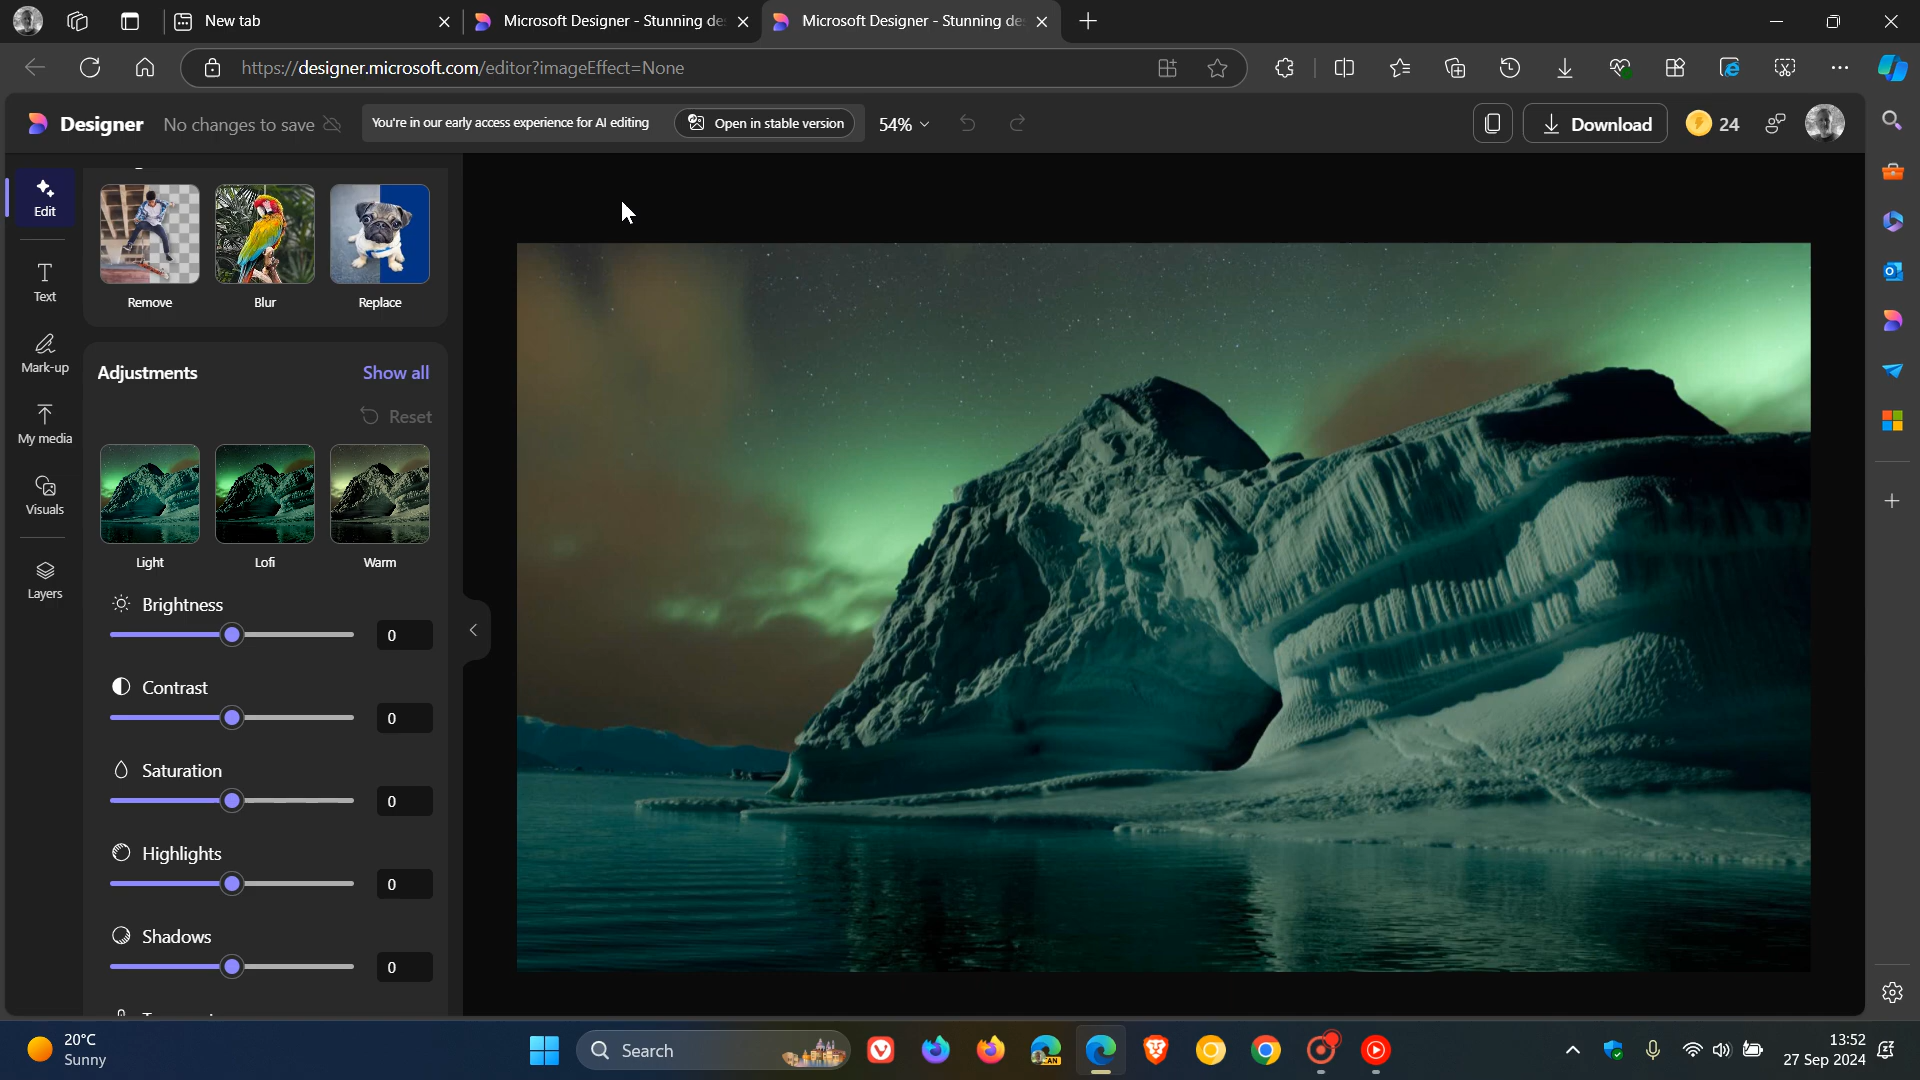 New tab
Microsoft Designer - Stunning de
Microsoft Designer - Stunning de
https://designer.microsoft.com/editor?imageEffect=None
Designer
No changes to save
You're in our early access experience for AI editing
Open in stable version
54%
Download
24
Edit
Text
Mark-up
My media
Visuals
Layers
Remove
Blur
Replace
Adjustments
Show all
Reset
Light
Lofi
Warm
Brightness
0
Contrast
0
Saturation
0
Highlights
0
Shadows
0
20°C
Sunny
Search
CAN
13:52
27 Sep 2024